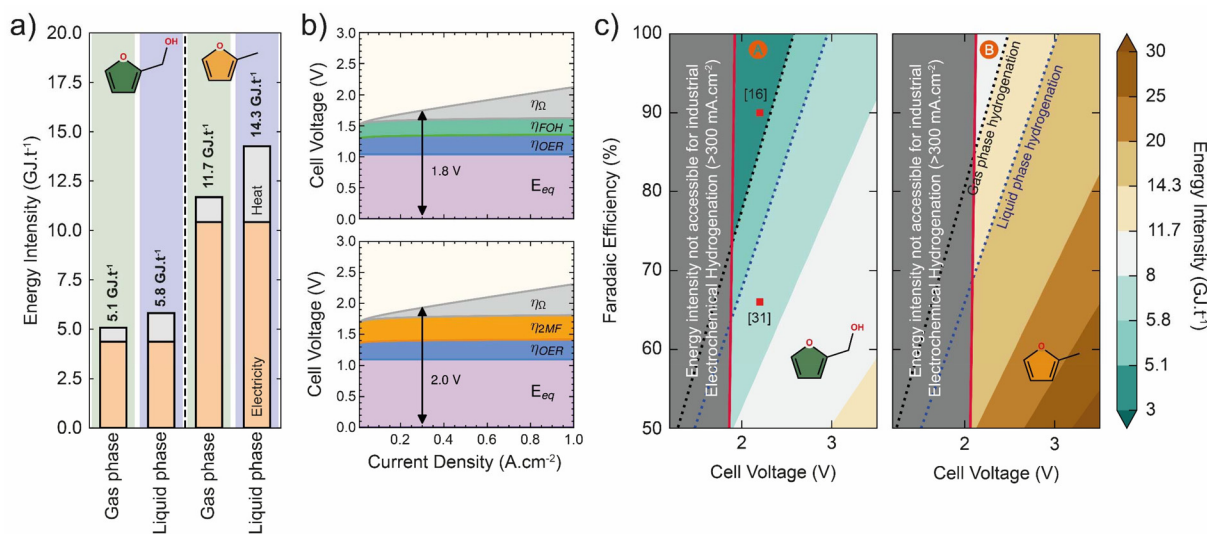 a)
20.0
17.5
15.0
12.5
10.0
7.5
5.0
2.5
0.0
Energy Intensity (GJ.t⁻¹)
O
OH
O
5.1 GJ.t⁻¹
5.8 GJ.t⁻¹
11.7 GJ.t⁻¹
14.3 GJ.t⁻¹
Heat
Electricity
Gas phase
Liquid phase
Gas phase
Liquid phase
b)
3.0
2.5
2.0
1.5
1.0
0.5
0.0
Cell Voltage (V)
ηΩ
ηFOH
ηOER
Eeq
1.8 V
3.0
2.5
2.0
1.5
1.0
0.5
0.0
Cell Voltage (V)
ηΩ
η2MF
ηOER
Eeq
2.0 V
0.2 0.4 0.6 0.8 1.0
Current Density (A.cm⁻²)
c)
100
90
80
70
60
50
Faradaic Efficiency (%)
Energy Intensity not accessible for industrial
Electrochemical Hydrogenation (>300 mA.cm⁻²)
A
[16]
[31]
O
OH
2 3
Cell Voltage (V)
Energy Intensity not accessible for industrial
Electrochemical Hydrogenation (>300 mA.cm⁻²)
B
Gas phase hydrogenation
Liquid phase hydrogenation
O
2 3
Cell Voltage (V)
30
25
20
14.3
11.7
8
5.8
5.1
3
Energy Intensity (GJ.t⁻¹)